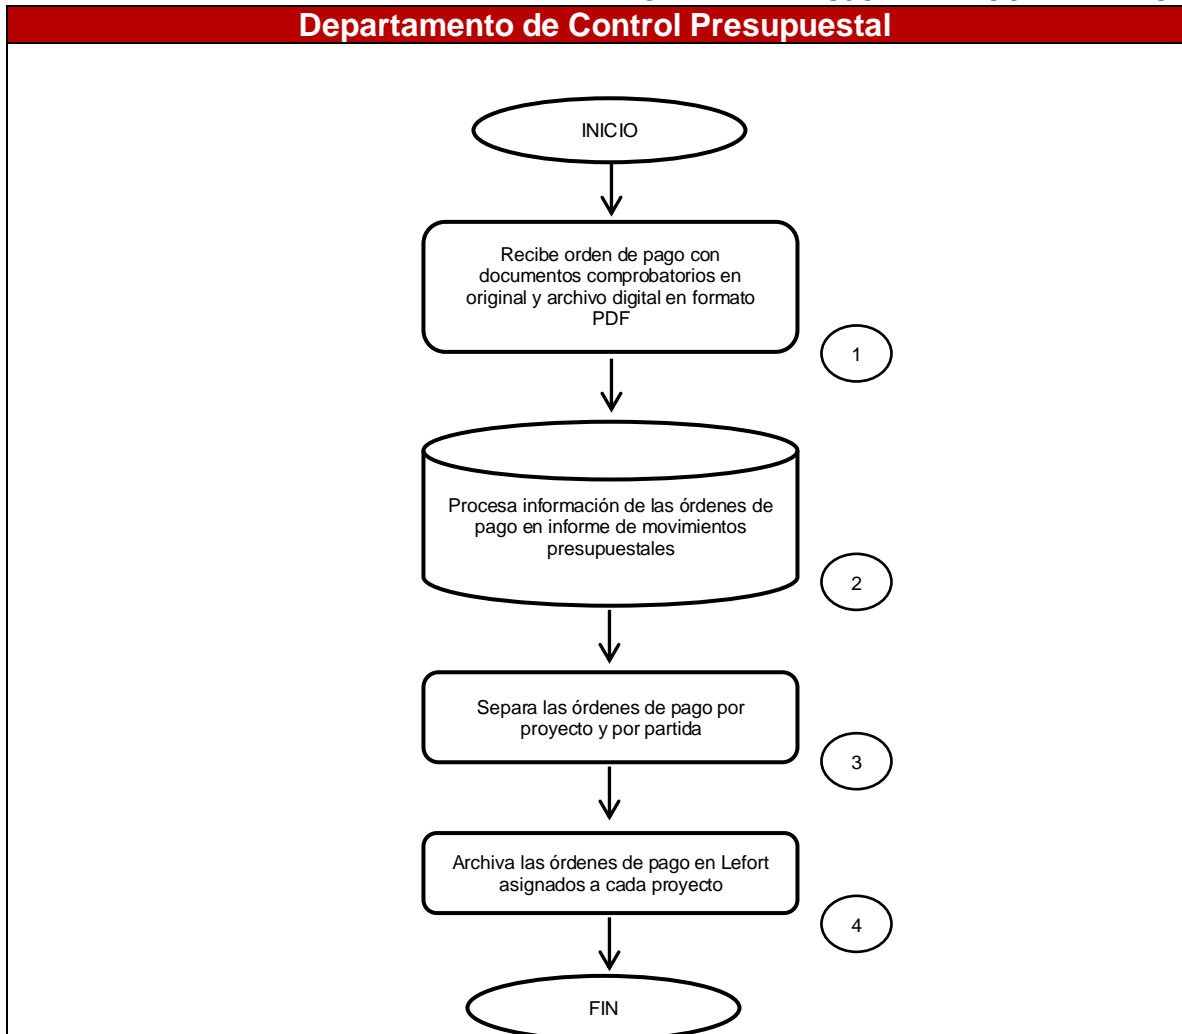 Departamento de Control Presupuestal
INICIO
Recibe orden de pago con
documentos comprobatorios en
original y archivo digital en formato
PDF
1
Procesa información de las órdenes de
pago en informe de movimientos
presupuestales
2
Separa las órdenes de pago por
proyecto y por partida
3
Archiva las órdenes de pago en Lefort
asignados a cada proyecto
4
FIN